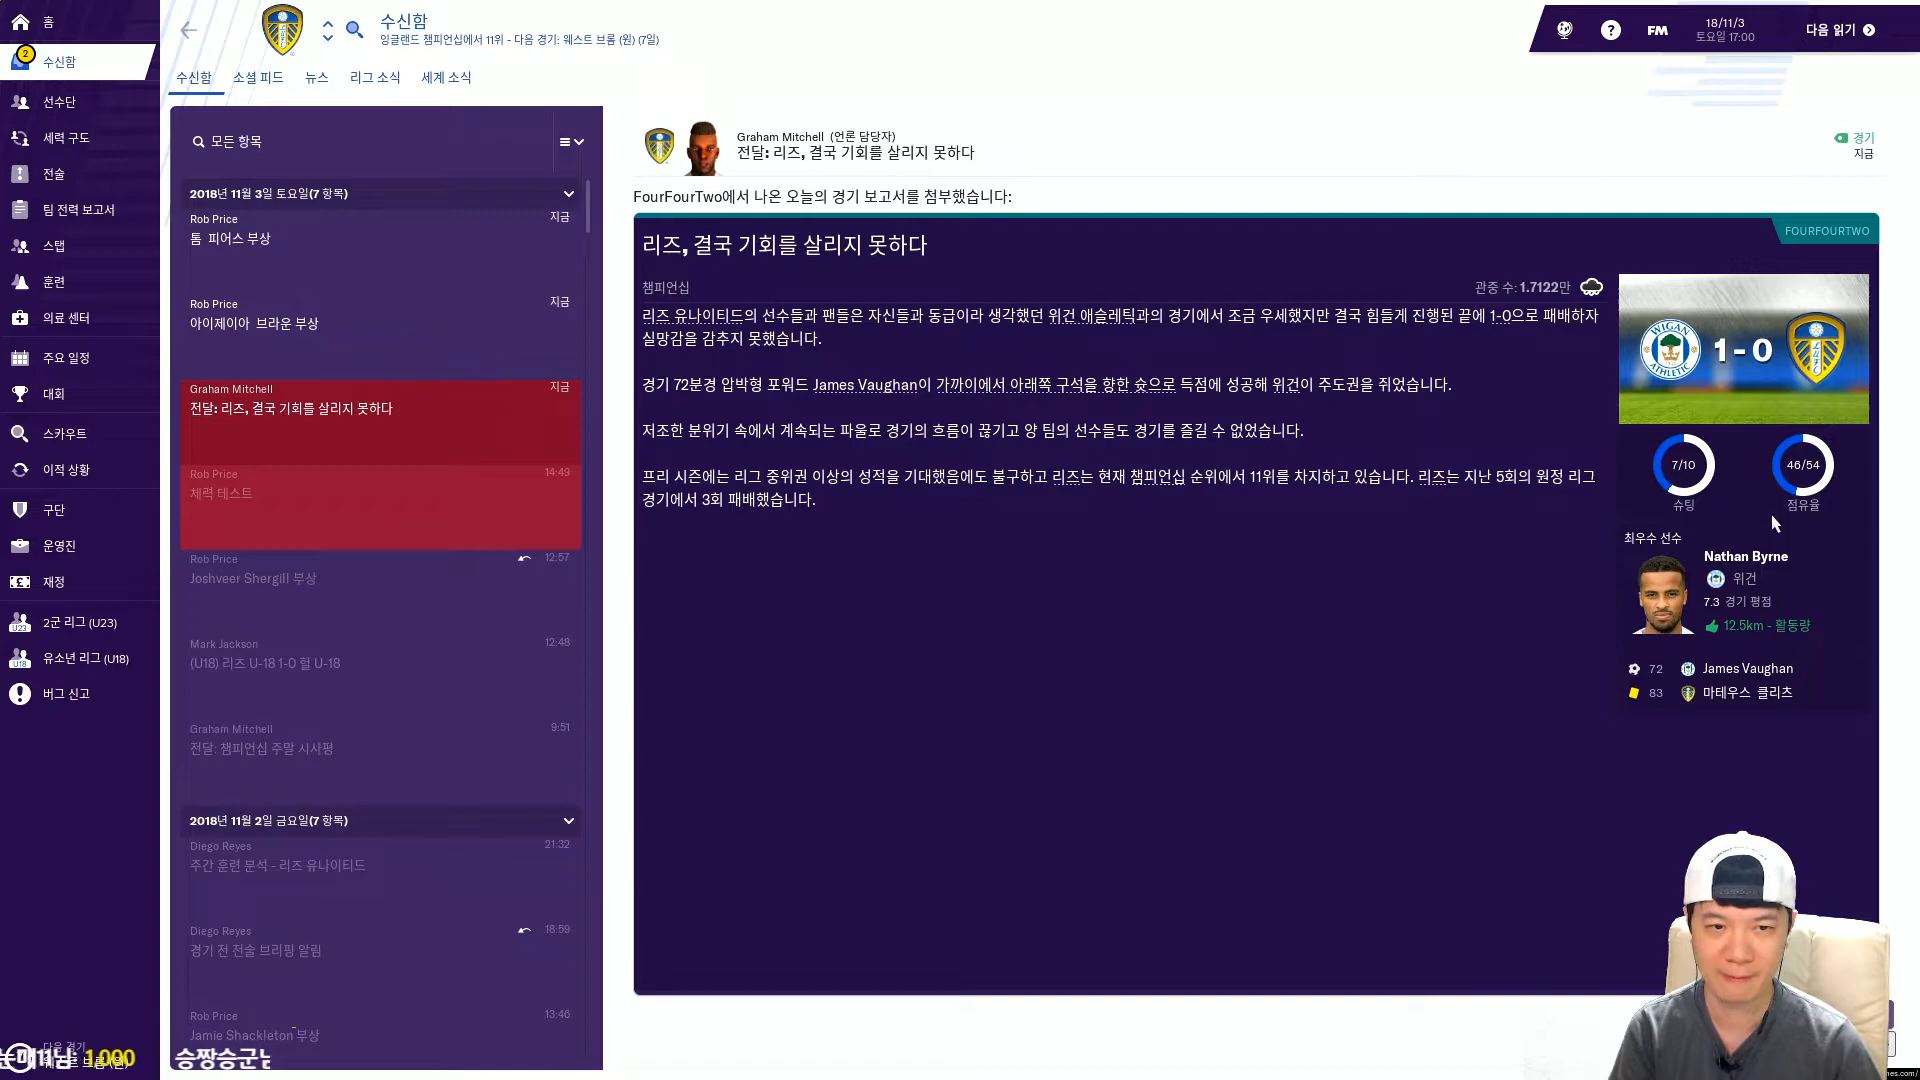 홈
2
수신함
선수단
세력 구도
전술
팀 전력 보고서
스탭
훈련
의료 센터
주요 일정
대회
스카우트
이적 상황
구단
운영진
재정
2군 리그 (U23)
유소년 리그 (U18)
버그 신고
다음 경기
1,000
승짱승군
수신함
잉글랜드 챔피언십에서 11위 - 다음 경기: 웨스트 브롬 (원) (7일)
FM
18/11/3
토요일 17:00
다음 읽기
수신함
소셜 피드
뉴스
리그 소식
세계 소식
모든 항목
2018년 11월 3일 토요일(7 항목)
Rob Price
지금
톰 피어스 부상
Rob Price
지금
아이제이아 브라운 부상
Graham Mitchell
지금
전달: 리즈, 결국 기회를 살리지 못하다
Rob Price
14:49
체력 테스트
Rob Price
12:57
Joshveer Shergill 부상
Mark Jackson
12:48
(U18) 리즈 U-18 1-0 헐 U-18
Graham Mitchell
9:51
전달: 챔피언십 주말 시사평
2018년 11월 2일 금요일(7 항목)
Diego Reyes
21:32
주간 훈련 분석 - 리즈 유나이티드
Diego Reyes
18:59
경기 전 전술 브리핑 알림
Rob Price
13:46
Jamie Shackleton 부상
Graham Mitchell (언론 담당자)
전달: 리즈, 결국 기회를 살리지 못하다
경기
지금
FourFourTwo에서 나온 오늘의 경기 보고서를 첨부했습니다:
FOURFOURTWO
리즈, 결국 기회를 살리지 못하다
챔피언십
관중 수: 1.7122만
리즈 유나이티드의 선수들과 팬들은 자신들과 동급이라 생각했던 위건 애슬레틱과의 경기에서 조금 우세했지만 결국 힘들게 진행된 끝에 1-0으로 패배하자
실망감을 감추지 못했습니다.
경기 72분경 압박형 포워드 James Vaughan이 가까이에서 아래쪽 구석을 향한 슛으로 득점에 성공해 위건이 주도권을 쥐었습니다.
저조한 분위기 속에서 계속되는 파울로 경기의 흐름이 끊기고 양 팀의 선수들도 경기를 즐길 수 없었습니다.
프리 시즌에는 리그 중위권 이상의 성적을 기대했음에도 불구하고 리즈는 현재 챔피언십 순위에서 11위를 차지하고 있습니다. 리즈는 지난 5회의 원정 리그
경기에서 3회 패배했습니다.
WIGAN
ATHLETIC
1 - 0
7/10
슈팅
46/54
점유율
최우수 선수
Nathan Byrne
위건
7.3 경기 평점
12.5km - 활동량
72 James Vaughan
83 마테우스 클리츠